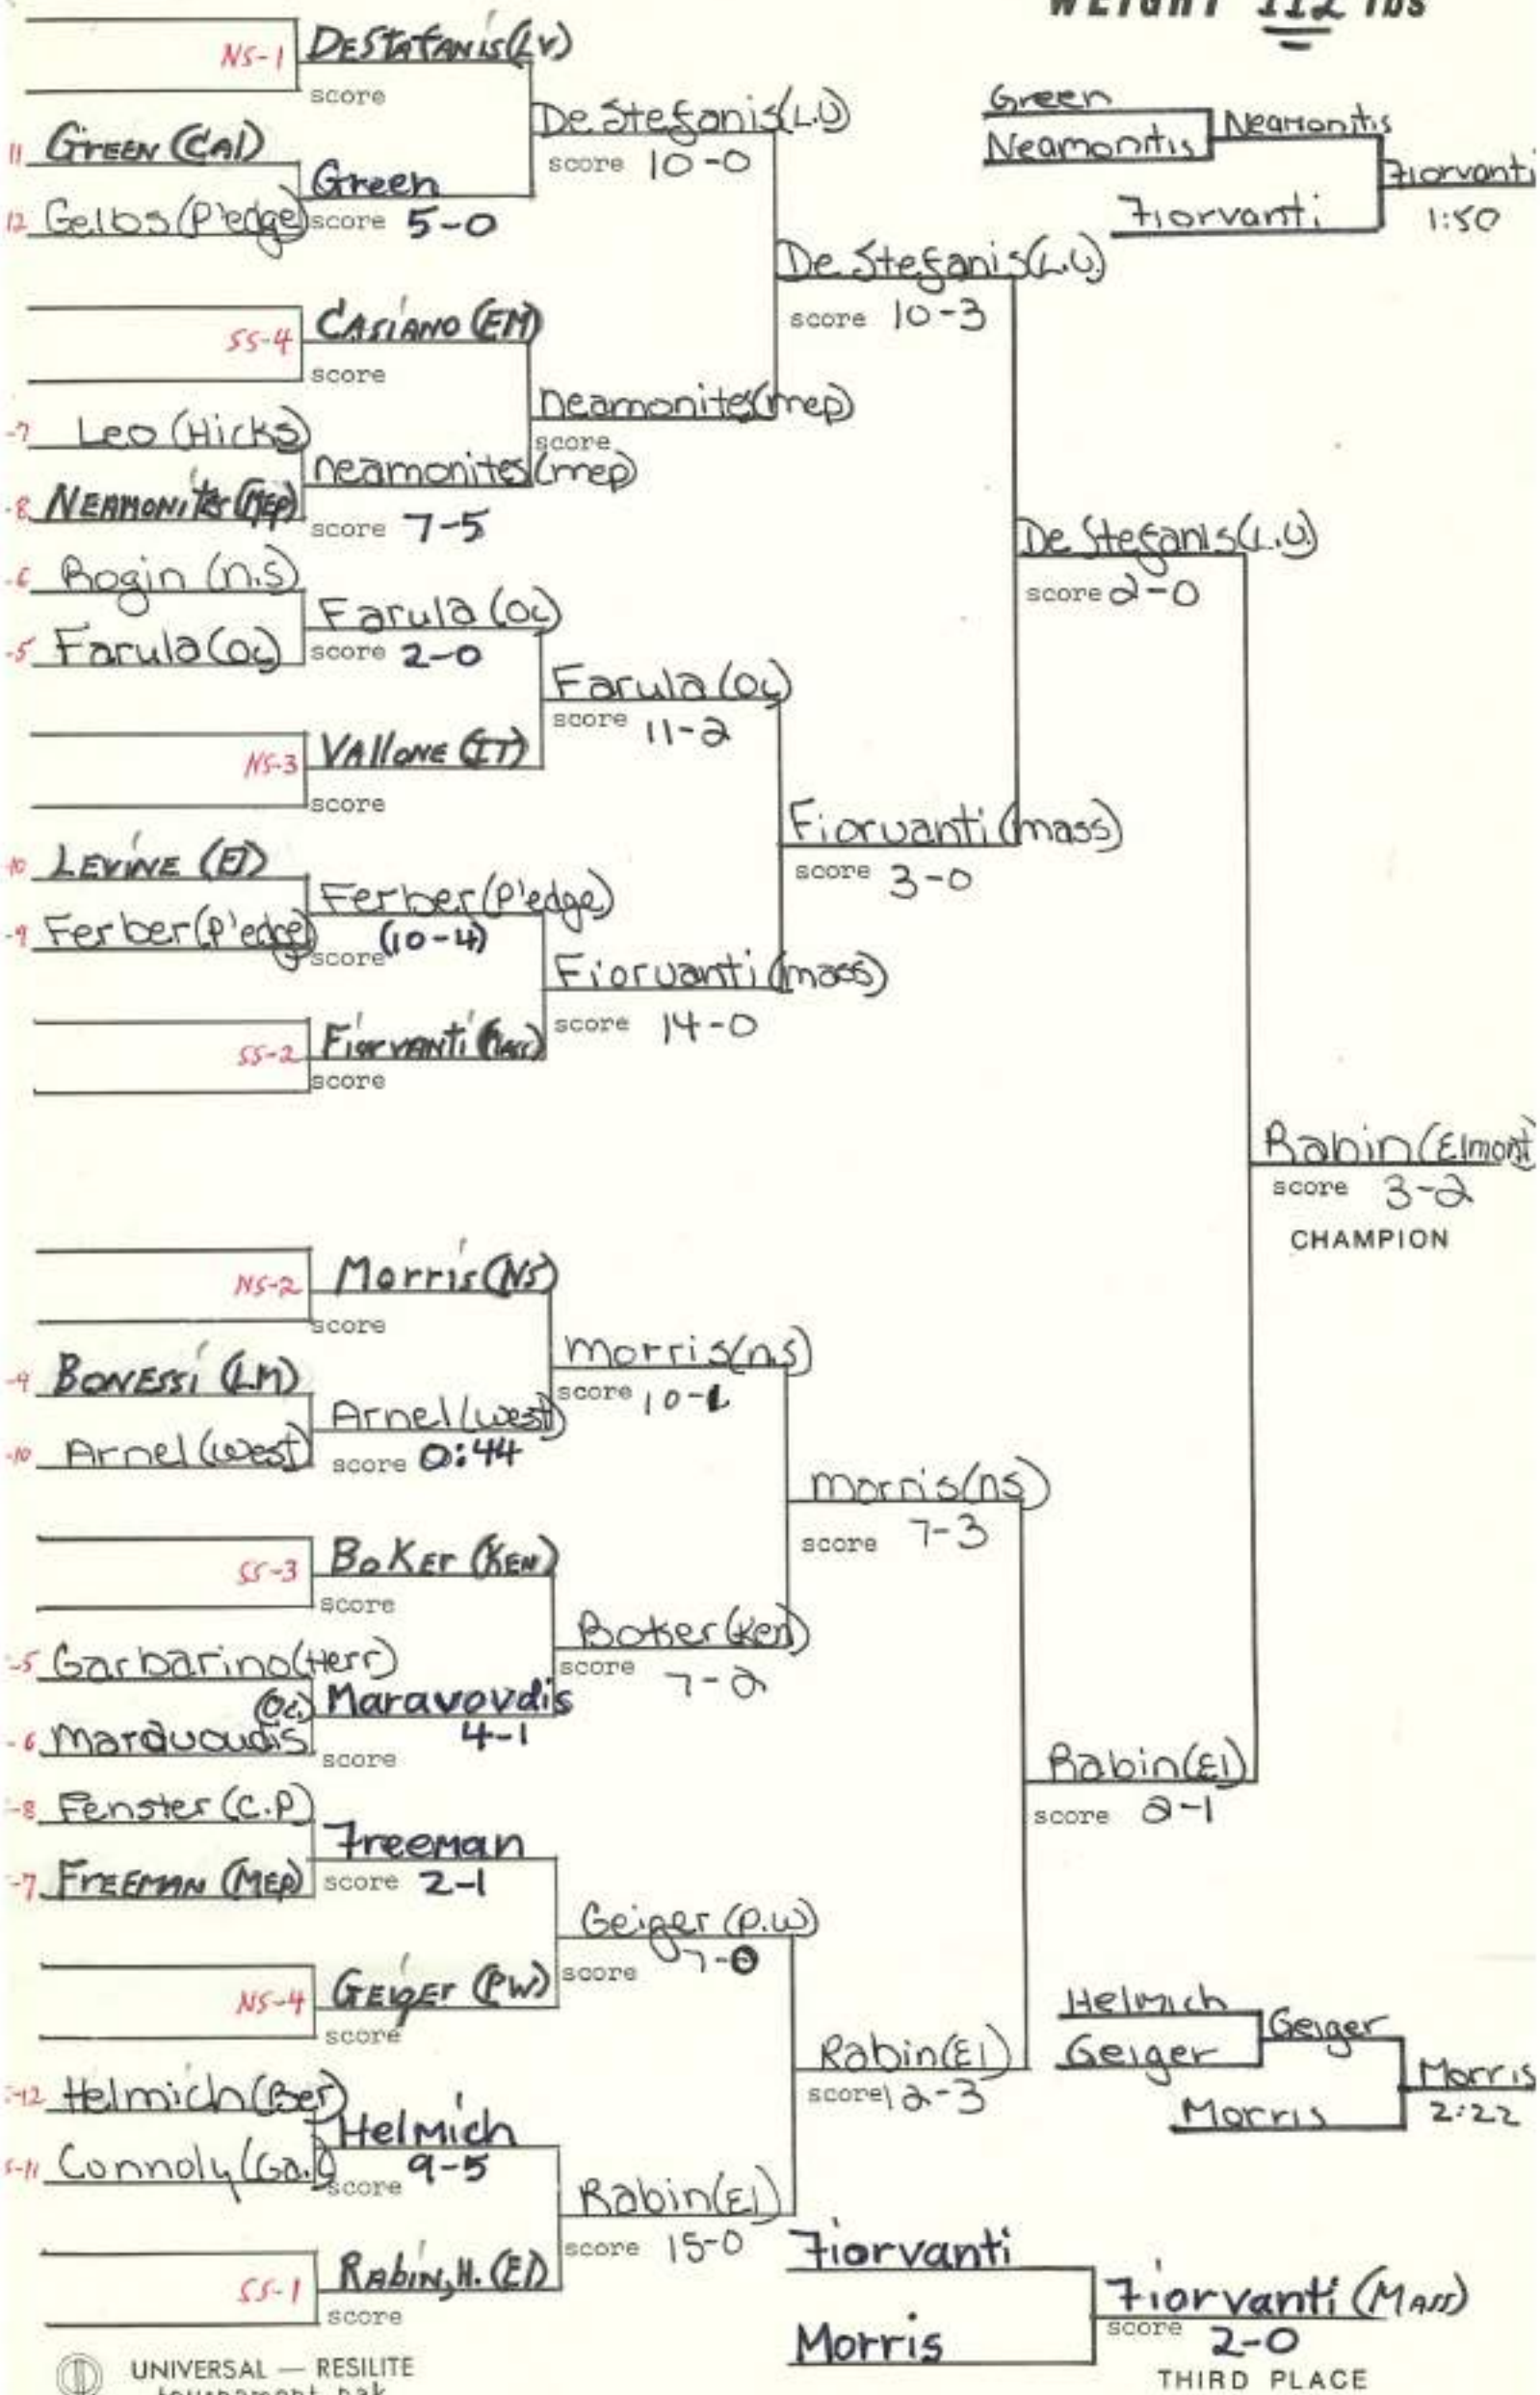 WEIGHT 112 lbs
NS-1 DESTAFANIS (LV)
score
11 GREEN (CAL)
12 Gelbs (P'edge)
Green
score 5-0
De Stefanis (L.V)
score 10-0
Green
Neamonitis
Neamonitis
Fiorvanti
Fiorvanti
1:50
SS-4 CASIANO (EM)
score
-7 Leo (Hicks)
-8 NEAMONITES (MEP)
neamonites (mep)
score 7-5
neamonites (mep)
score
De Stefanis (L.V.)
score 10-3
-6 Rogin (n.s)
-5 Farula (Oc)
Farula (Oc)
score 2-0
NS-3 VALLONE (IT)
score
Farula (Oc)
score 11-2
-10 LEVINE (EI)
-9 Ferber (P'edge)
Ferber (P'edge)
score (10-4)
SS-2 FIORVANTI (MASS)
score
Fiorvanti (mass)
score 14-0
Fiorvanti (mass)
score 3-0
De Stefanis (L.V.)
score 2-0
Rabin (Elmont)
score 3-2
CHAMPION
NS-2 Morris (NS)
score
-9 BONESSI (LM)
-10 Arnel (West)
Arnel (West)
score 0:44
Morris (n.s)
score 10-1
SS-3 BOKER (KEN)
score
-5 Garbarino (Herr)
-6 Maravoudis (Oc.)
Maravovdis
score 4-1
Boker (Ken)
score 7-2
Morris (ns)
score 7-3
-8 Fenster (C.P)
-7 FREEMAN (MEP)
Freeman
score 2-1
NS-4 GEIGER (PW)
score
Geiger (P.W)
score 7-0
-12 Helmich (Ber)
-11 Connoly (Ga.)
Helmich
score 9-5
SS-1 RABIN, H. (EI)
score
Rabin (El)
score 15-0
Rabin (El)
score 12-3
Rabin (El)
score 2-1
Helmich
Geiger
Geiger
Morris
Morris
2:22
Fiorvanti
Morris
Fiorvanti (MASS)
score 2-0
THIRD PLACE
UNIVERSAL — RESILITE
tournament pak